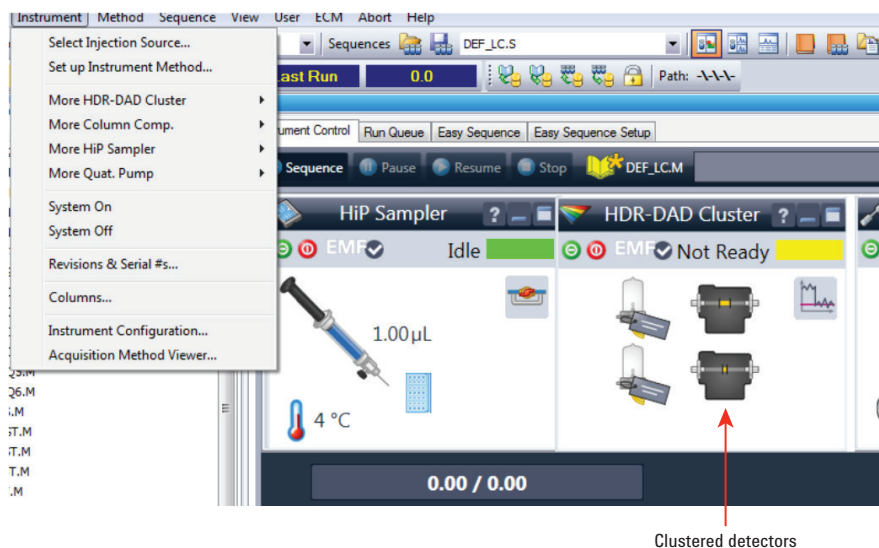 Instrument Method Sequence View User ECM Abort Help
Select Injection Source...
Set up Instrument Method...
More HDR-DAD Cluster
More Column Comp.
More HiP Sampler
More Quat. Pump
System On
System Off
Revisions & Serial #s...
Columns...
Instrument Configuration...
Acquisition Method Viewer...
Sequences DEF_LC.S
Last Run 0.0 Path: -\-\-\-
Control Run Queue Easy Sequence Easy Sequence Setup
Sequence Pause Resume Stop DEF_LC.M
HiP Sampler ? HDR-DAD Cluster ?
EMF Idle EMF Not Ready
1.00 µL
4 °C
Q6.M
.M
ST.M
ST.M
T.M
.M
0.00 / 0.00
Clustered detectors